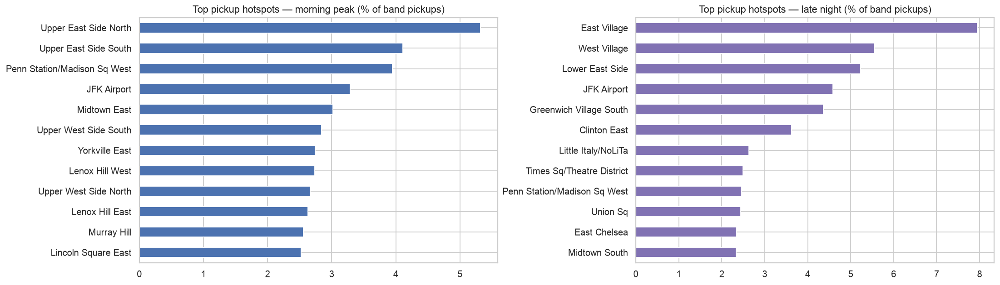 Top pickup hotspots — morning peak (% of band pickups)
Upper East Side North
Upper East Side South
Penn Station/Madison Sq West
JFK Airport
Midtown East
Upper West Side South
Yorkville East
Lenox Hill West
Upper West Side North
Lenox Hill East
Murray Hill
Lincoln Square East
0 1 2 3 4 5
Top pickup hotspots — late night (% of band pickups)
East Village
West Village
Lower East Side
JFK Airport
Greenwich Village South
Clinton East
Little Italy/NoLiTa
Times Sq/Theatre District
Penn Station/Madison Sq West
Union Sq
East Chelsea
Midtown South
0 1 2 3 4 5 6 7 8